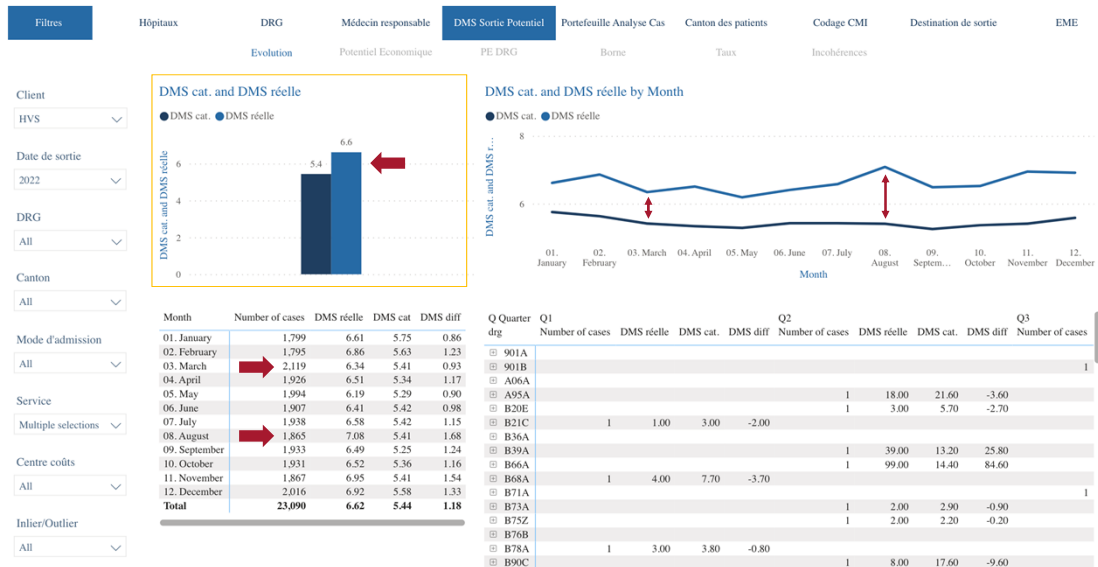 Filtres Hôpitaux DRG Médecin responsable DMS Sortie Potentiel Portefeuille Analyse Cas Canton des patients Codage CMI Destination de sortie EME
Evolution Potentiel Economique PE DRG Borne Taux Incohérences
Client
HVS
Date de sortie
2022
DRG
All
Canton
All
Mode d'admission
All
Service
Multiple selections
Centre coûts
All
Inlier/Outlier
All
DMS cat. and DMS réelle
DMS cat. DMS réelle
DMS cat. and DMS réelle
6
4
2
0
5.4
6.6
DMS cat. and DMS réelle by Month
DMS cat. DMS réelle
DMS cat. and DMS r...
8
6
01. January 02. February 03. March 04. April 05. May 06. June 07. July 08. August 09. Septem... 10. October 11. November 12. December
Month
Month Number of cases DMS réelle DMS cat DMS diff
01. January 1,799 6.61 5.75 0.86
02. February 1,795 6.86 5.63 1.23
03. March 2,119 6.34 5.41 0.93
04. April 1,926 6.51 5.34 1.17
05. May 1,994 6.19 5.29 0.90
06. June 1,907 6.41 5.42 0.98
07. July 1,938 6.58 5.42 1.15
08. August 1,865 7.08 5.41 1.68
09. September 1,933 6.49 5.25 1.24
10. October 1,931 6.52 5.36 1.16
11. November 1,867 6.95 5.41 1.54
12. December 2,016 6.92 5.58 1.33
Total 23,090 6.62 5.44 1.18
Q Quarter Q1 Q2 Q3
drg Number of cases DMS réelle DMS cat. DMS diff Number of cases DMS réelle DMS cat. DMS diff Number of cases
901A
901B 1
A06A
A95A 1 18.00 21.60 -3.60
B20E 1 3.00 5.70 -2.70
B21C 1 1.00 3.00 -2.00
B36A
B39A 1 39.00 13.20 25.80
B66A 1 99.00 14.40 84.60
B68A 1 4.00 7.70 -3.70
B71A 1
B73A 1 2.00 2.90 -0.90
B75Z 1 2.00 2.20 -0.20
B76B
B78A 1 3.00 3.80 -0.80
B90C 1 8.00 17.60 -9.60